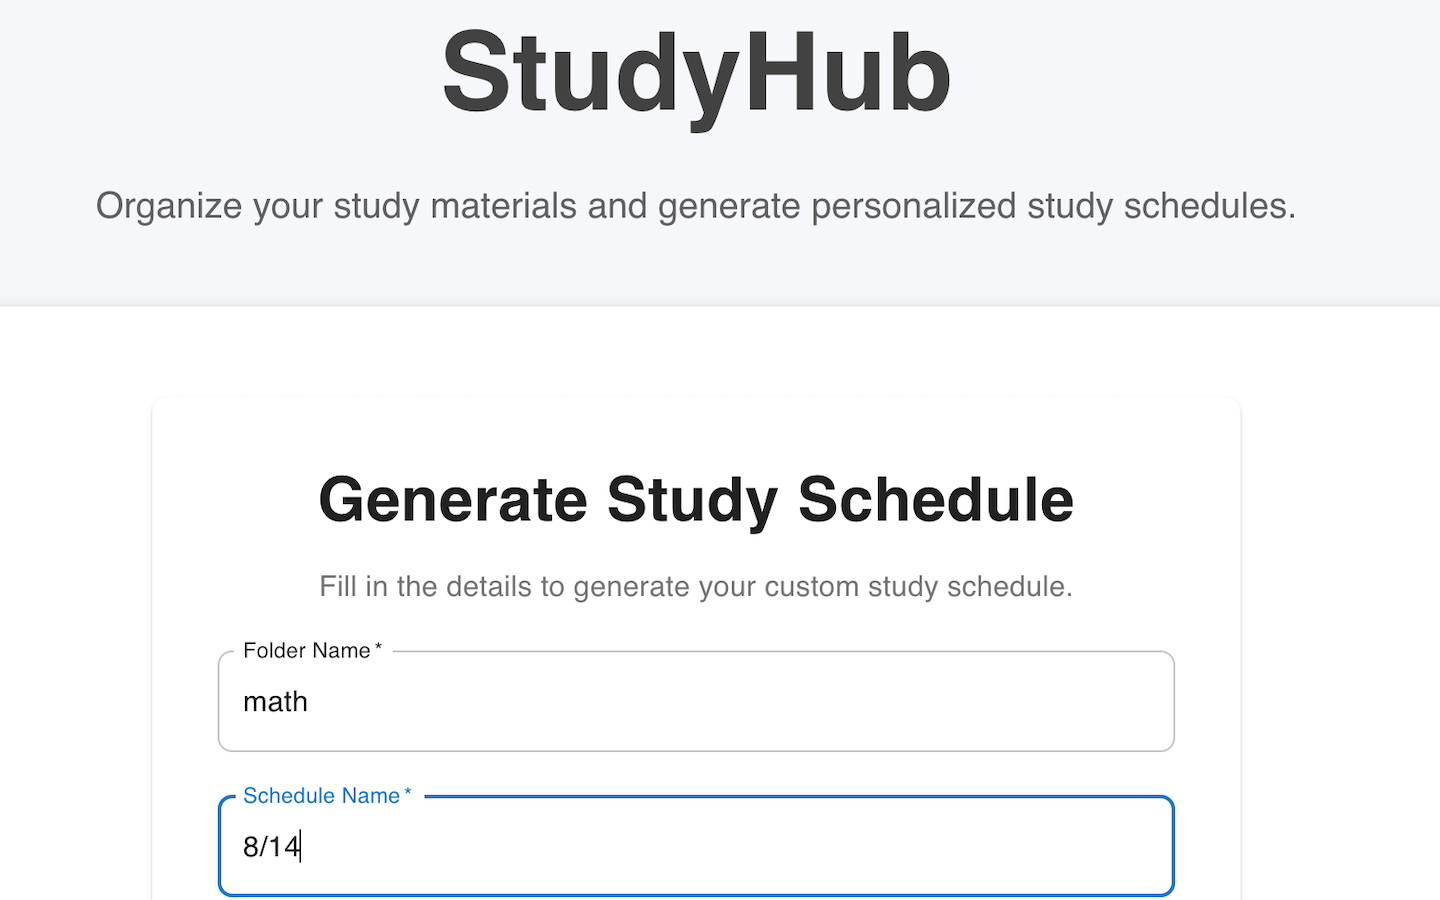 StudyHub
Organize your study materials and generate personalized study schedules.
Generate Study Schedule
Fill in the details to generate your custom study schedule.
Folder Name *
math
Schedule Name *
8/14